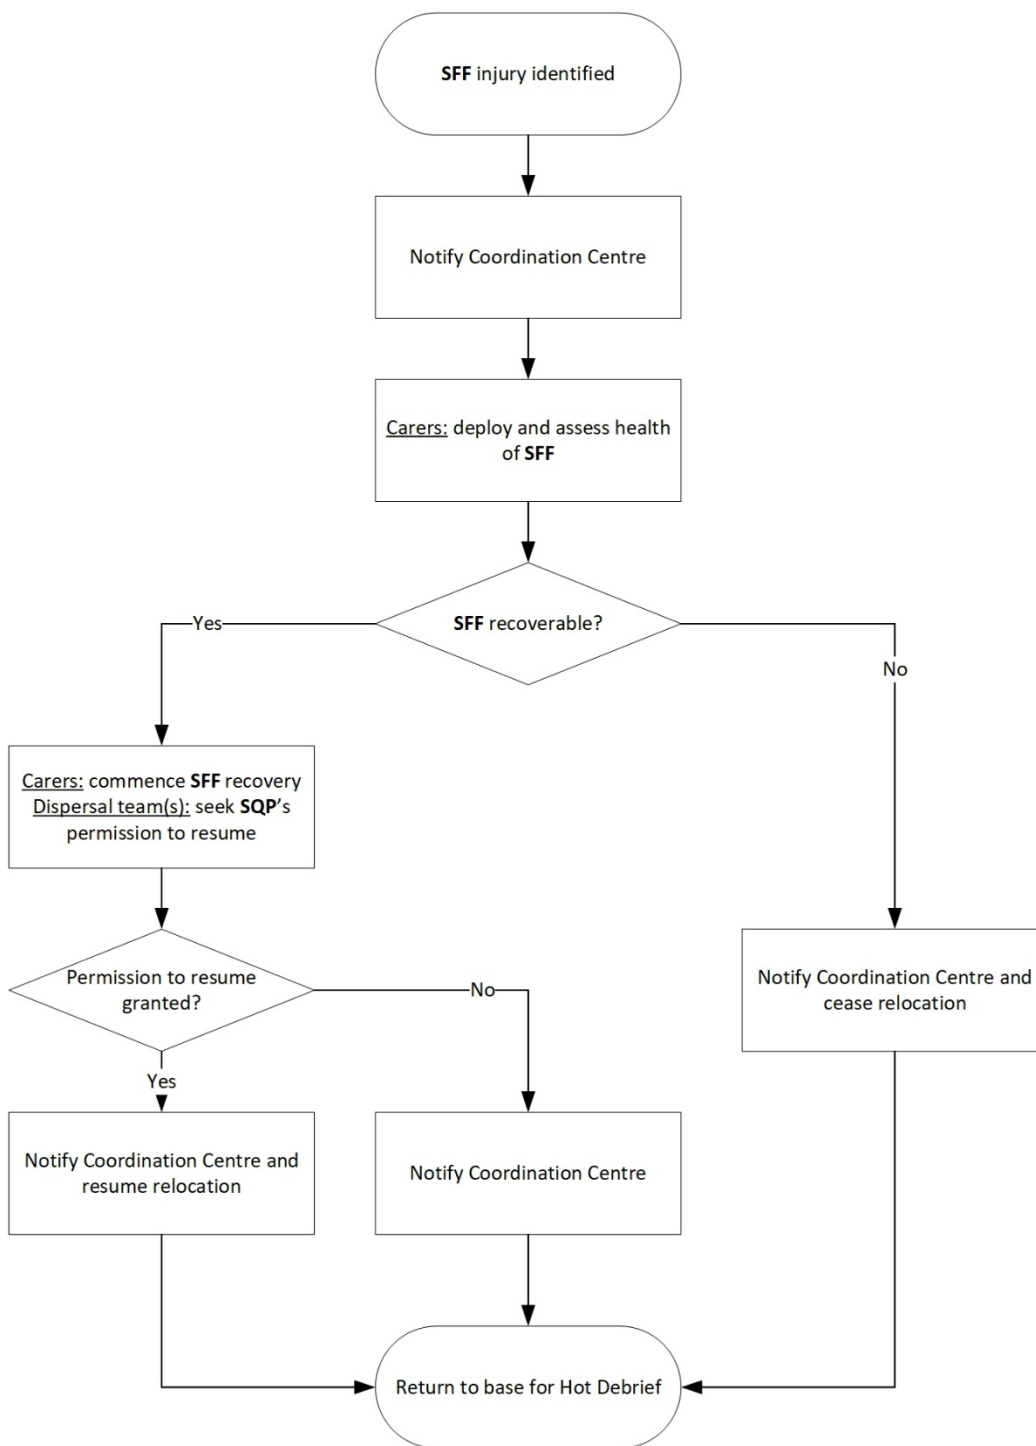 SFF injury identified
Notify Coordination Centre
Carers: deploy and assess health
of SFF
SFF recoverable?
Yes
No
Carers: commence SFF recovery
Dispersal team(s): seek SQP's
permission to resume
Permission to resume
granted?
No
Notify Coordination Centre and
cease relocation
Yes
Notify Coordination Centre and
resume relocation
Notify Coordination Centre
Return to base for Hot Debrief